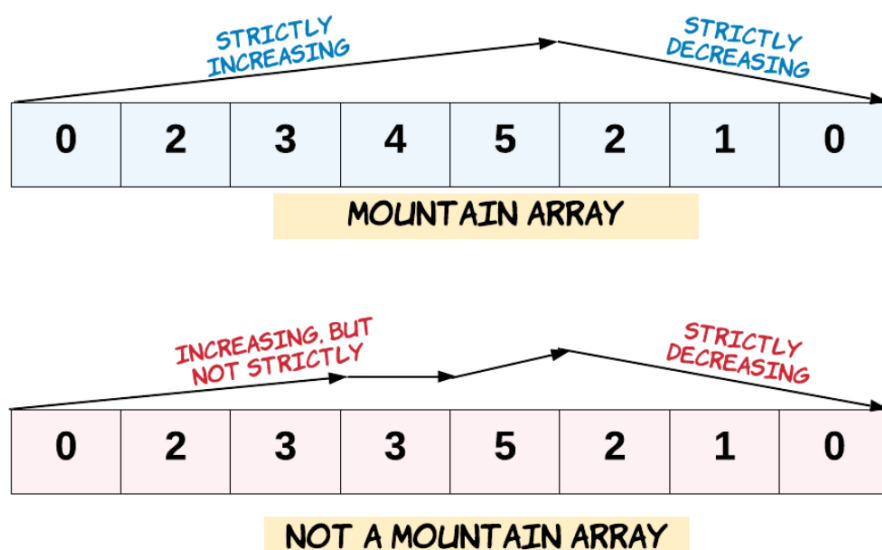 STRICTLY
INCREASING
STRICTLY
DECREASING
0 2 3 4 5 2 1 0
MOUNTAIN ARRAY
INCREASING, BUT
NOT STRICTLY
STRICTLY
DECREASING
0 2 3 3 5 2 1 0
NOT A MOUNTAIN ARRAY